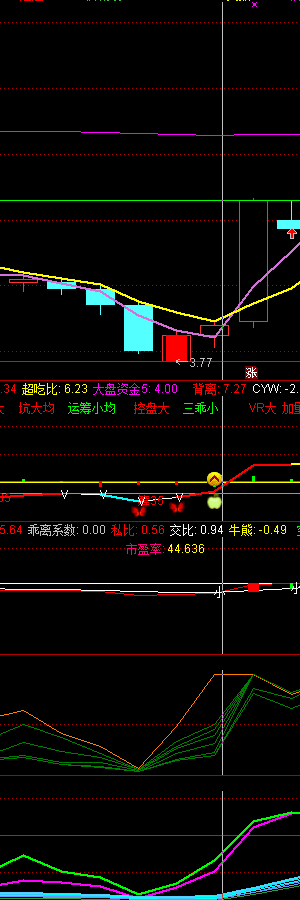 3.77
涨
.34 超吃比: 6.23 大盘资金5: 4.00 背离: 7.27 CYW: -2.
大 坑大均 运筹小均 控盘大 三乖小 VR大 加量
5.64 乖离系数: 0.00 私比: 0.56 交比: 0.94 牛熊: -0.49
市盈率: 44.636
小